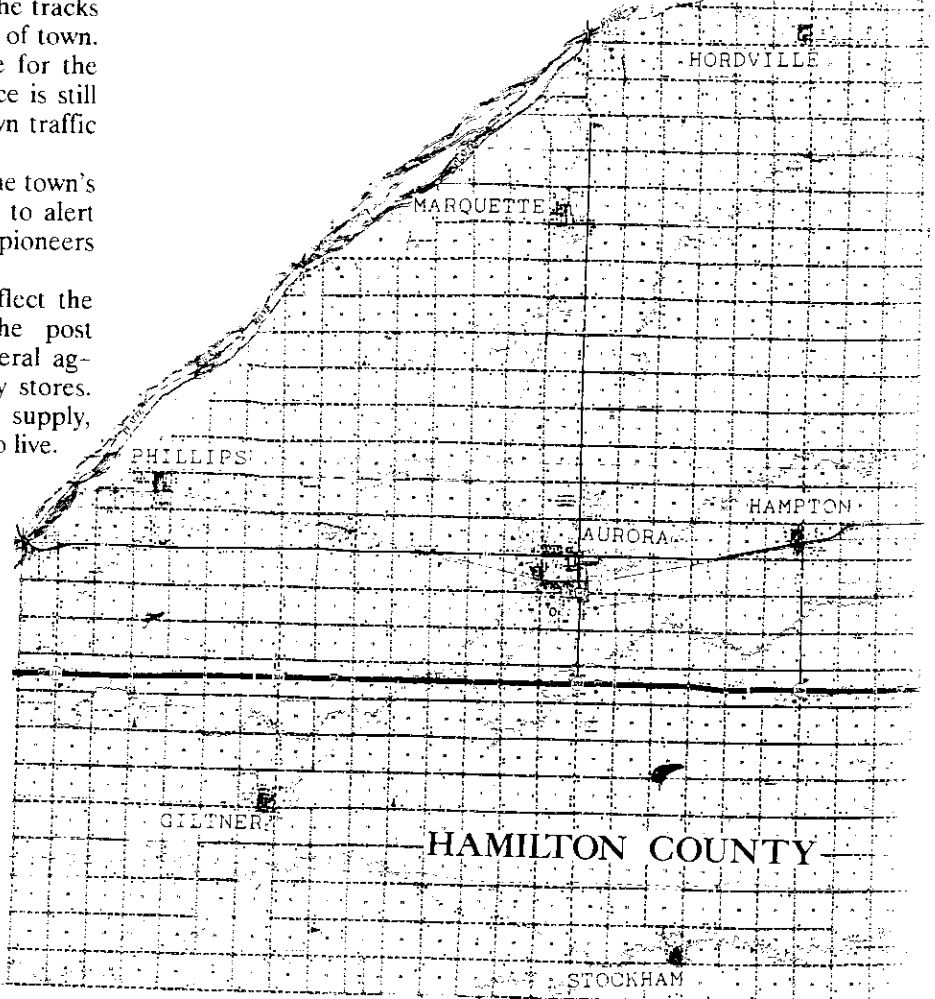 he tracks
of town.
e for the
ce is still
wn traffic
he town's
to alert
pioneers
flect the
he post
eral ag-
y stores.
supply,
o live.
HORDVILLE
MARQUETTE
PHILLIPS
HAMPTON
AURORA
GILTNER
HAMILTON COUNTY
STOCKHAM